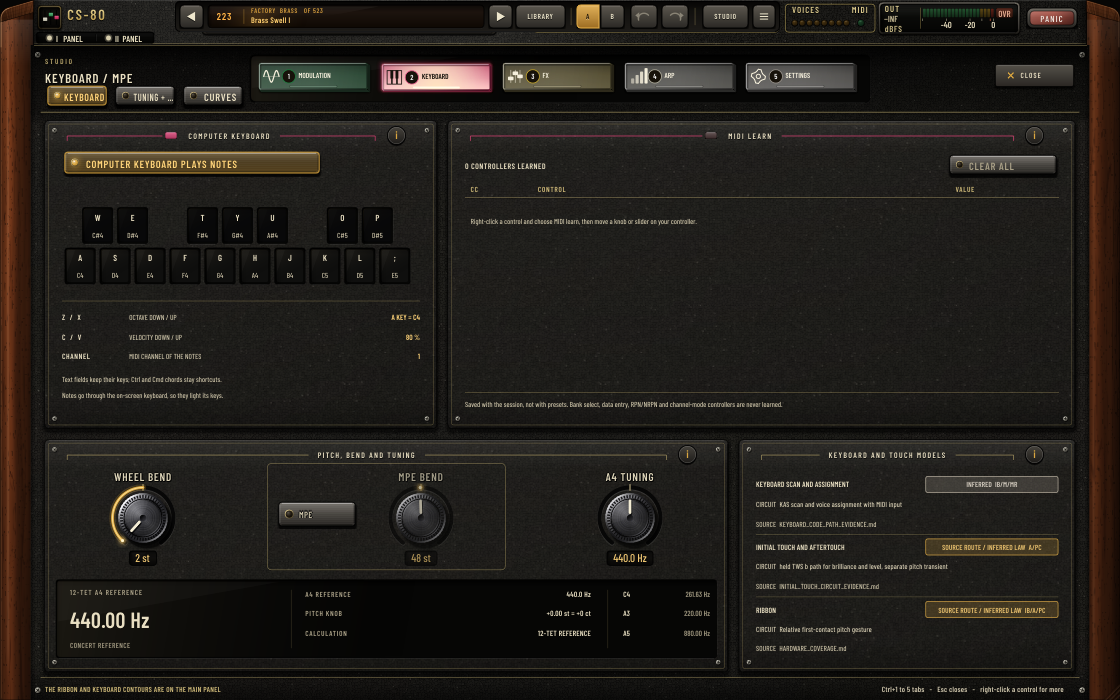 CS-80
223
FACTORY BRASS OF 523
Brass Swell I
LIBRARY
A
B
STUDIO
VOICES
MIDI
OUT
-INF
dBFS
-40
-20
0
OVR
PANIC
I PANEL
II PANEL
STUDIO
KEYBOARD / MPE
KEYBOARD
TUNING + ...
CURVES
1 MODULATION
2 KEYBOARD
3 FX
4 ARP
5 SETTINGS
CLOSE
COMPUTER KEYBOARD
i
COMPUTER KEYBOARD PLAYS NOTES
W
E
T
Y
U
O
P
C#4
D#4
F#4
G#4
A#4
C#5
D#5
A
S
D
F
G
H
J
K
L
;
C4
D4
E4
F4
G4
A4
B4
C5
D5
E5
Z / X
OCTAVE DOWN / UP
A KEY = C4
C / V
VELOCITY DOWN / UP
80 %
CHANNEL
MIDI CHANNEL OF THE NOTES
1
Text fields keep their keys; Ctrl and Cmd chords stay shortcuts.
Notes go through the on-screen keyboard, so they light its keys.
MIDI LEARN
i
0 CONTROLLERS LEARNED
CLEAR ALL
CC
CONTROL
VALUE
Right-click a control and choose MIDI learn, then move a knob or slider on your controller.
Saved with the session, not with presets. Bank select, data entry, RPN/NRPN and channel-mode controllers are never learned.
PITCH, BEND AND TUNING
i
WHEEL BEND
MPE BEND
A4 TUNING
MPE
2 st
48 st
440.0 Hz
12-TET A4 REFERENCE
440.00 Hz
CONCERT REFERENCE
A4 REFERENCE
440.0 Hz
PITCH KNOB
+0.00 st = +0 ct
CALCULATION
12-TET REFERENCE
C4
261.63 Hz
A3
220.00 Hz
A5
880.00 Hz
KEYBOARD AND TOUCH MODELS
i
KEYBOARD SCAN AND ASSIGNMENT
INFERRED IB/M/MR
CIRCUIT KAS scan and voice assignment with MIDI input
SOURCE KEYBOARD_CODE_PATH_EVIDENCE.md
INITIAL TOUCH AND AFTERTOUCH
SOURCE ROUTE / INFERRED LAW A/PC
CIRCUIT held TWS b path for brilliance and level, separate pitch transient
SOURCE INITIAL_TOUCH_CIRCUIT_EVIDENCE.md
RIBBON
SOURCE ROUTE / INFERRED LAW IB/A/PC
CIRCUIT Relative first-contact pitch gesture
SOURCE HARDWARE_COVERAGE.md
THE RIBBON AND KEYBOARD CONTOURS ARE ON THE MAIN PANEL
Ctrl+1 to 5 tabs - Esc closes - right-click a control for more